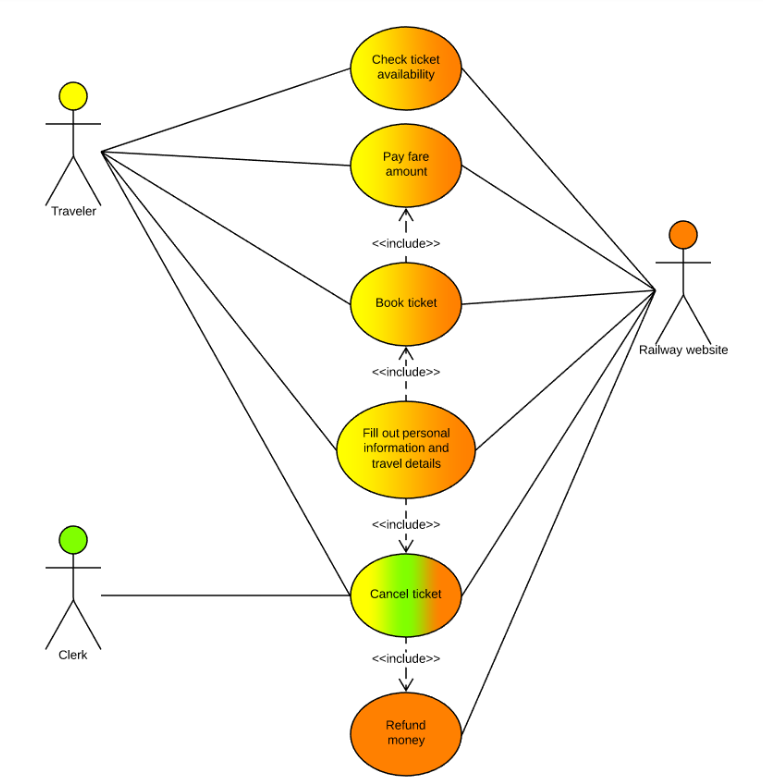 Check ticket
availability
Pay fare
amount
Traveler
<<include>>
Book ticket
Railway website
<<include>>
Fill out personal
information and
travel details
<<include>>
Cancel ticket
Clerk
<<include>>
Refund
money